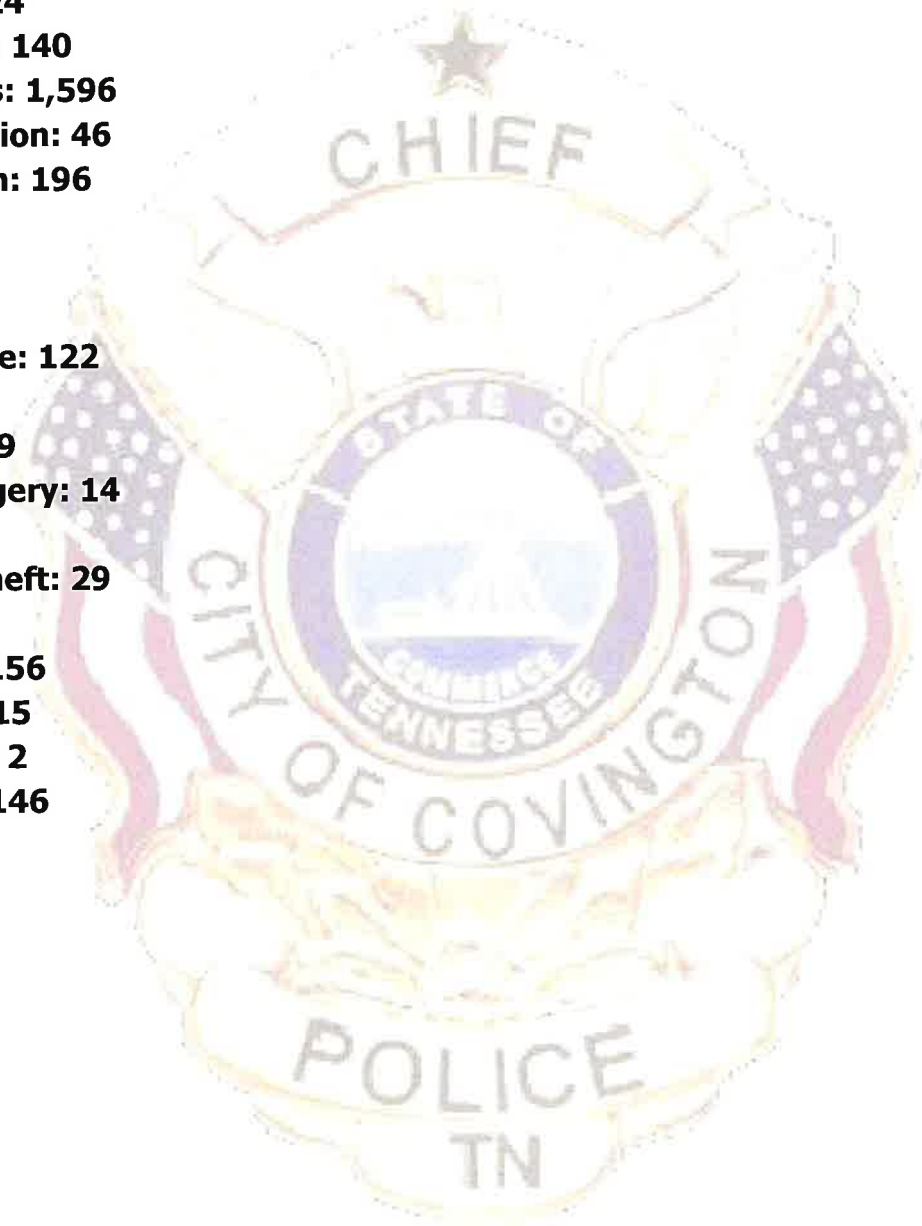 24
: 140
s: 1,596
ion: 46
n: 196
e: 122
9
gery: 14
heft: 29
156
15
: 2
146
CHIEF
STATE OF
COMMERCE
TENNESSEE
CITY OF COVINGTON
POLICE
TN